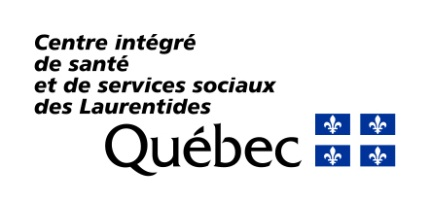 Centre intégré
de santé
et de services sociaux
des Laurentides
Québec